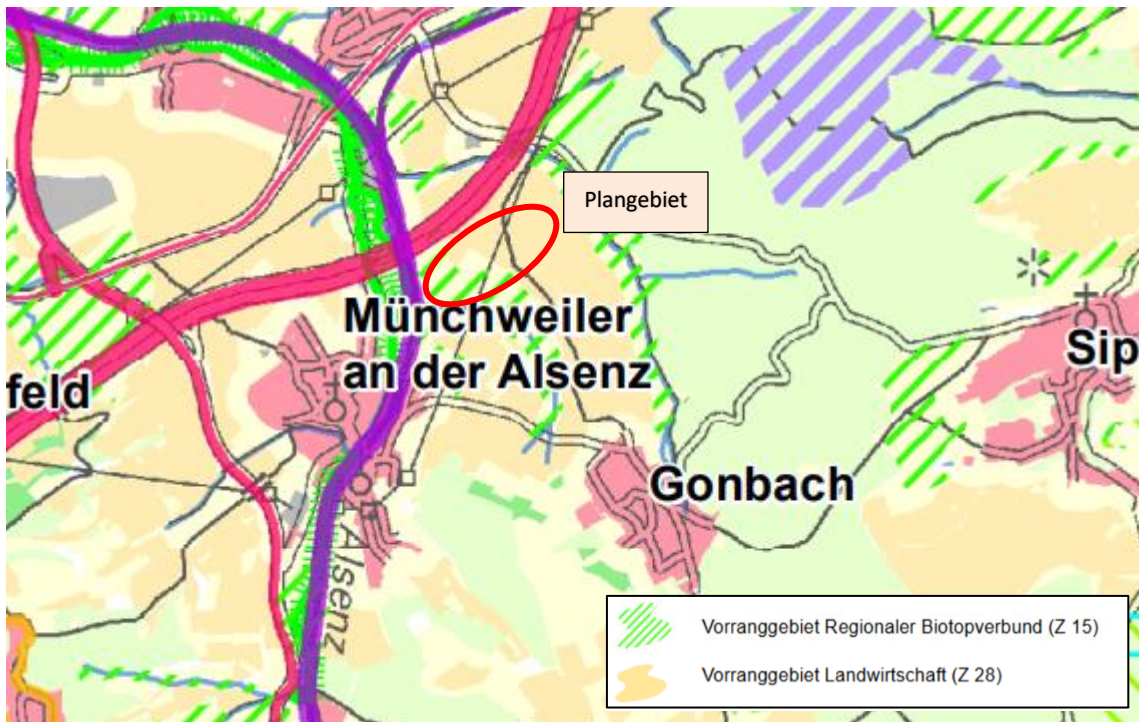 Plangebiet
Münchweiler
an der Alsenz
Sip
feld
Gonbach
Alsenz
Vorranggebiet Regionaler Biotopverbund (Z 15)
Vorranggebiet Landwirtschaft (Z 28)